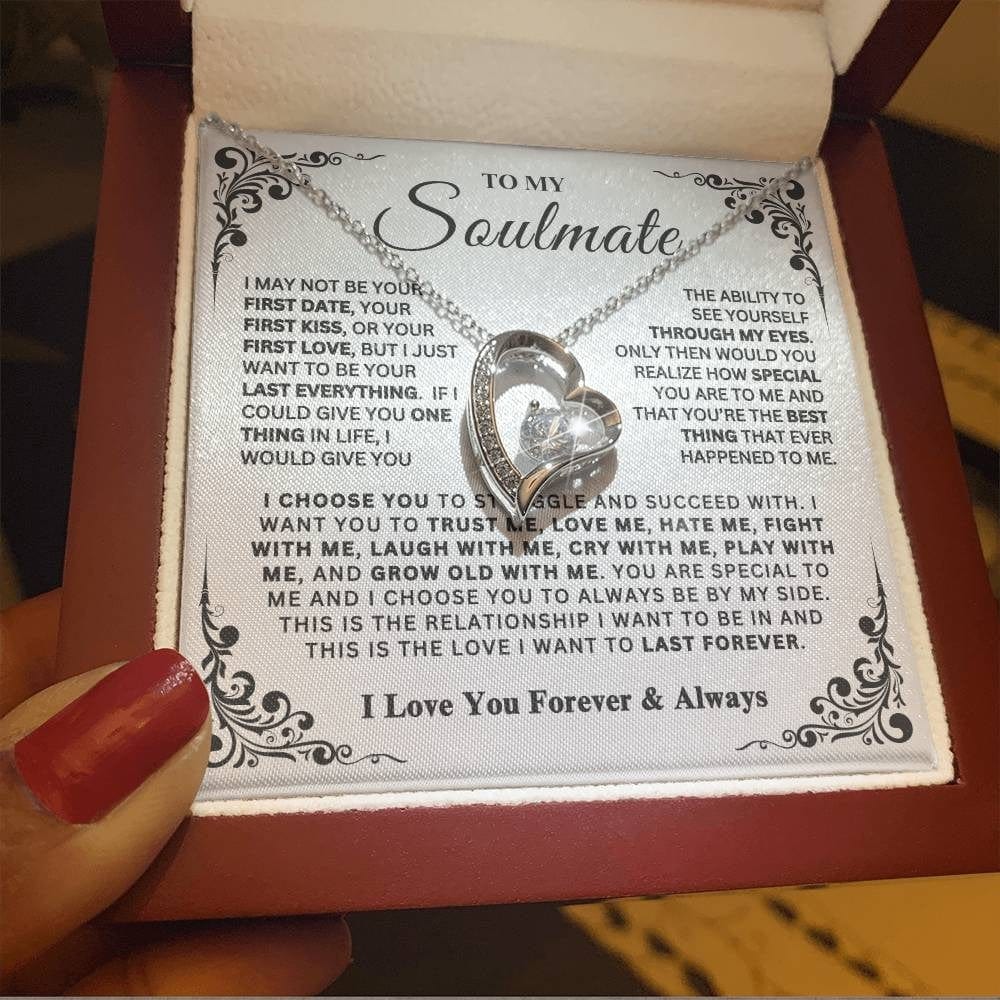 TO MY
Soulmate
I MAY NOT BE YOUR
FIRST DATE, YOUR
FIRST KISS, OR YOUR
FIRST LOVE, BUT I JUST
WANT TO BE YOUR
LAST EVERYTHING. IF I
COULD GIVE YOU ONE
THING IN LIFE, I
WOULD GIVE YOU
THE ABILITY TO
SEE YOURSELF
THROUGH MY EYES.
ONLY THEN WOULD YOU
REALIZE HOW SPECIAL
YOU ARE TO ME AND
THAT YOU'RE THE BEST
THING THAT EVER
HAPPENED TO ME.
I CHOOSE YOU TO STRUGGLE AND SUCCEED WITH. I
WANT YOU TO TRUST ME, LOVE ME, HATE ME, FIGHT
WITH ME, LAUGH WITH ME, CRY WITH ME, PLAY WITH
ME, AND GROW OLD WITH ME. YOU ARE SPECIAL TO
ME AND I CHOOSE YOU TO ALWAYS BE BY MY SIDE.
THIS IS THE RELATIONSHIP I WANT TO BE IN AND
THIS IS THE LOVE I WANT TO LAST FOREVER.
I Love You Forever & Always